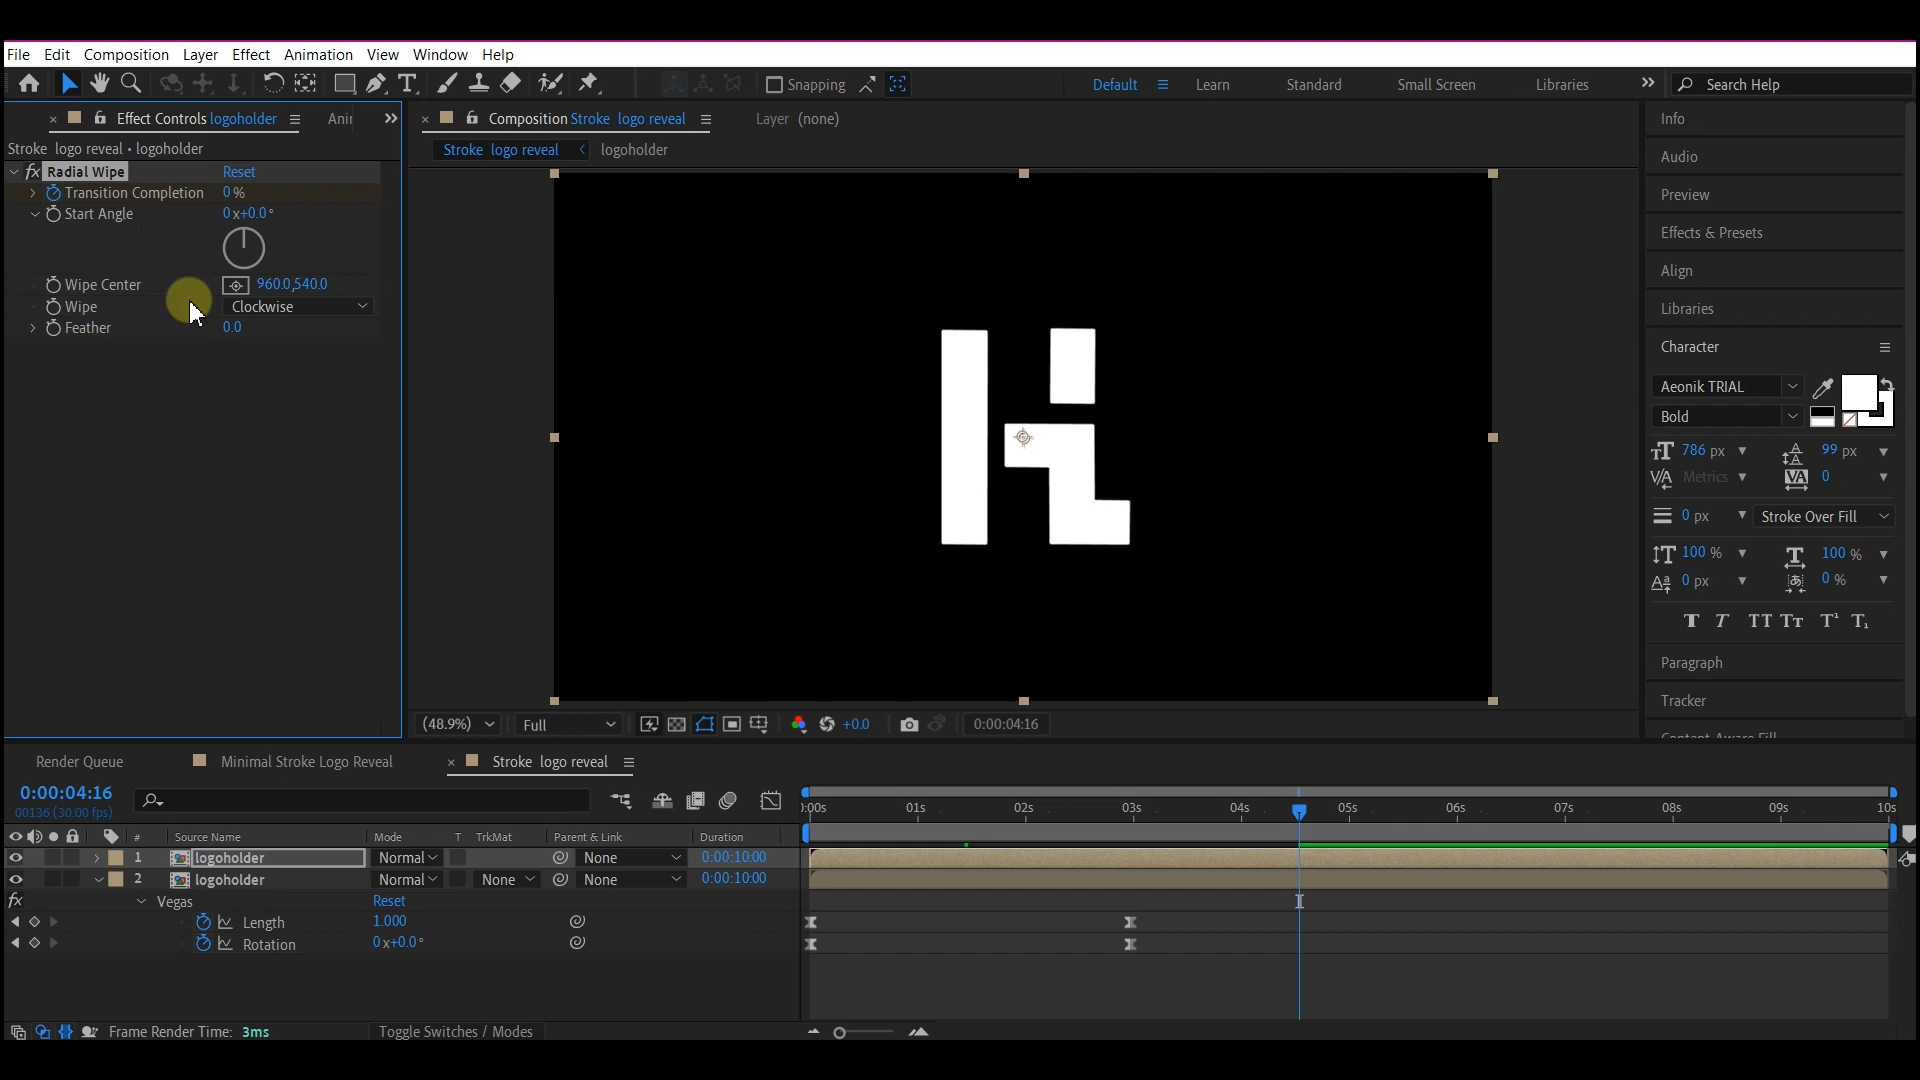 File Edit Composition Layer Effect Animation View Window Help
Snapping Default Learn Standard Small Screen Libraries Search Help
Effect Controls logoholder
Composition Stroke logo reveal Layer (none)
Stroke logo reveal • logoholder
Stroke logo reveal logoholder
fx Radial Wipe Reset
Transition Completion 0 %
Start Angle 0x+0.0°
Wipe Center 960.0,540.0
Wipe Clockwise
Feather 0.0
(48.9%) Full +0.0 0:00:04:16
Info
Audio
Preview
Effects & Presets
Align
Libraries
Character
Aeonik TRIAL
Bold
786 px 99 px
Metrics 0
0 px Stroke Over Fill
100 % 100 %
0 px 0 %
T T TT Tt T¹ T₁
Paragraph
Tracker
Render Queue Minimal Stroke Logo Reveal Stroke logo reveal
0:00:04:16
00136 (30.00 fps)
):00s 01s 02s 03s 04s 05s 06s 07s 08s 09s 10s
# Source Name Mode T TrkMat Parent & Link Duration
1 logoholder Normal None 0:00:10:00
2 logoholder Normal None None 0:00:10:00
fx Vegas Reset
Length 1.000
Rotation 0x+0.0°
Frame Render Time: 3ms Toggle Switches / Modes